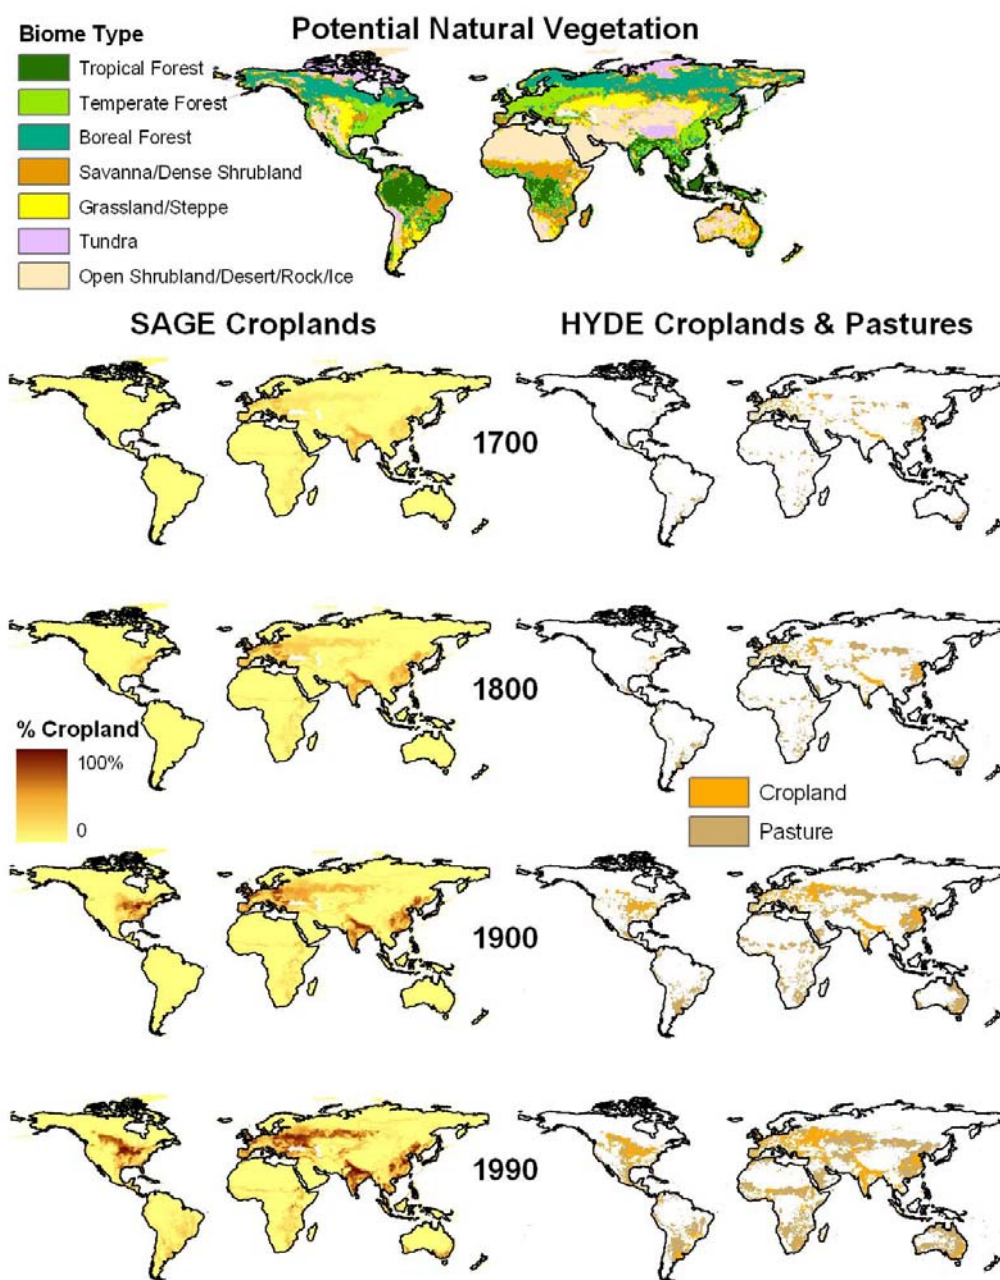 Potential Natural Vegetation
Biome Type
Tropical Forest
Temperate Forest
Boreal Forest
Savanna/Dense Shrubland
Grassland/Steppe
Tundra
Open Shrubland/Desert/Rock/Ice
SAGE Croplands
HYDE Croplands & Pastures
1700
1800
% Cropland
100%
0
Cropland
Pasture
1900
1990